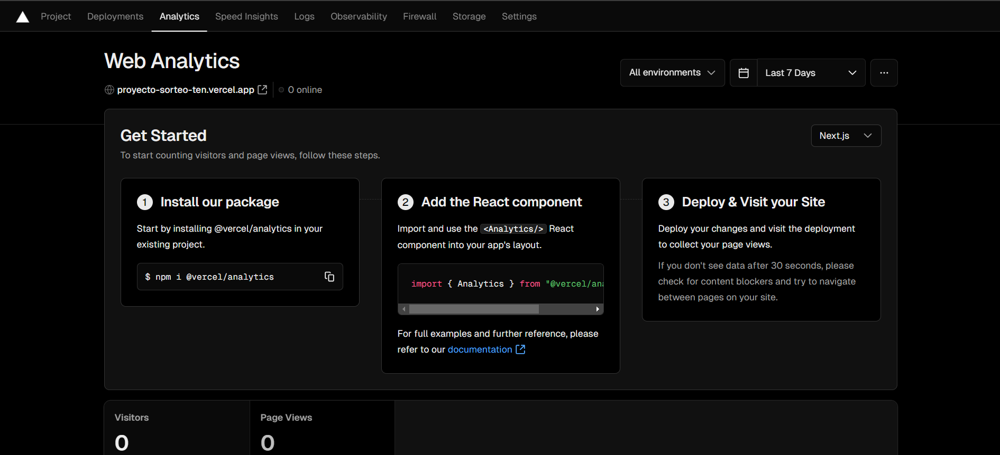 Project Deployments Analytics Speed Insights Logs Observability Firewall Storage Settings
Web Analytics
proyecto-sorteo-ten.vercel.app 0 online
All environments Last 7 Days
Get Started
To start counting visitors and page views, follow these steps.
Next.js
1 Install our package
Start by installing @vercel/analytics in your
existing project.
$ npm i @vercel/analytics
2 Add the React component
Import and use the <Analytics/> React
component into your app's layout.
import { Analytics } from "@vercel/ana
For full examples and further reference, please
refer to our documentation
3 Deploy & Visit your Site
Deploy your changes and visit the deployment
to collect your page views.
If you don't see data after 30 seconds, please
check for content blockers and try to navigate
between pages on your site.
Visitors
0
Page Views
0